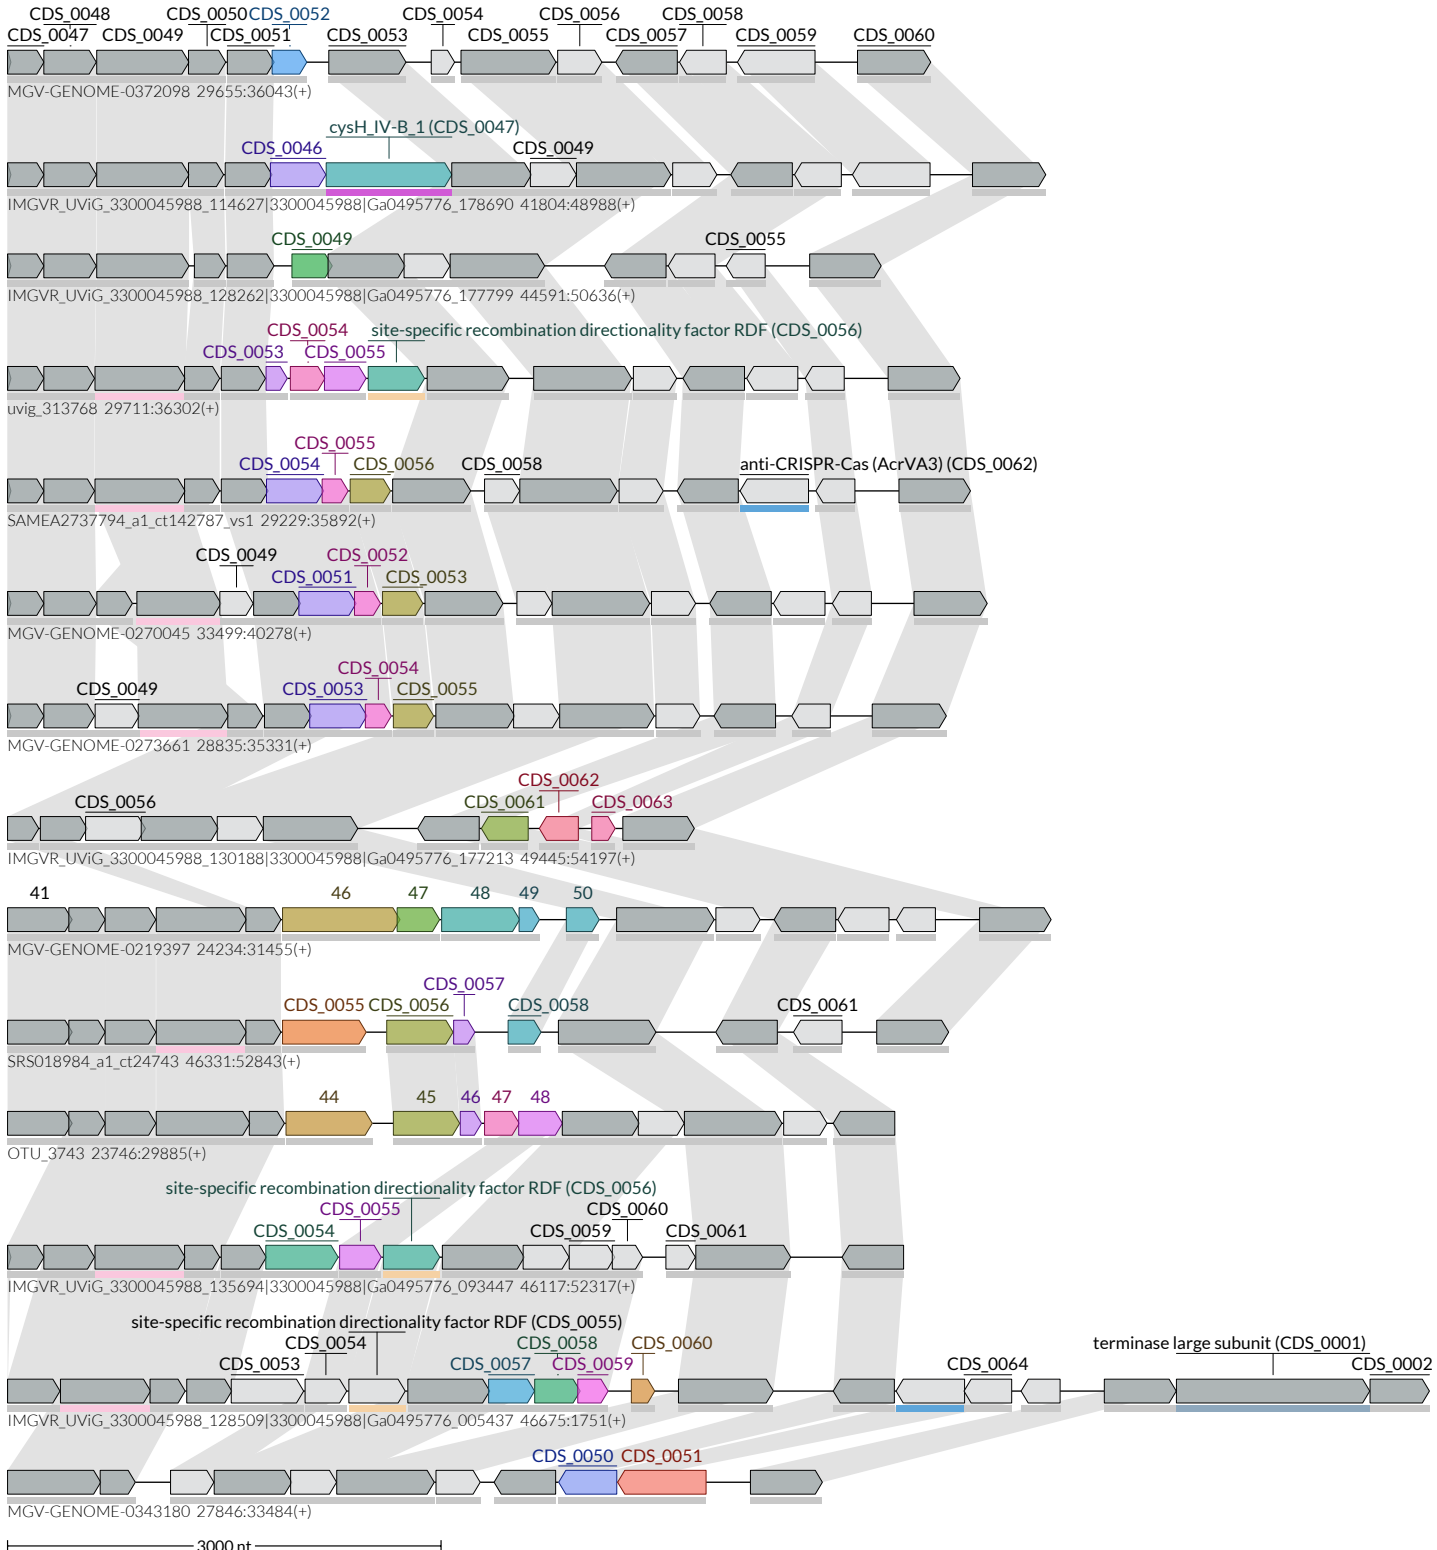 CDS_0048 CDS_0050 CDS_0052 CDS_0054 CDS_0056 CDS_0058
CDS_0047 CDS_0049 CDS_0051 CDS_0053 CDS_0055 CDS_0057 CDS_0059 CDS_0060
MGV-GENOME-0372098 29655:36043(+)
cysH_IV-B_1 (CDS_0047)
CDS_0046 CDS_0049
IMGVR_UViG_3300045988_114627|3300045988|Ga0495776_178690 41804:48988(+)
CDS_0049 CDS_0055
IMGVR_UViG_3300045988_128262|3300045988|Ga0495776_177799 44591:50636(+)
CDS_0054 site-specific recombination directionality factor RDF (CDS_0056)
CDS_0053 CDS_0055
uvig_313768 29711:36302(+)
CDS_0055
CDS_0054 CDS_0056 CDS_0058 anti-CRISPR-Cas (AcrVA3) (CDS_0062)
SAMEA2737794_a1_ct142787_vs1 29229:35892(+)
CDS_0049 CDS_0052
CDS_0051 CDS_0053
MGV-GENOME-0270045 33499:40278(+)
CDS_0054
CDS_0049 CDS_0053 CDS_0055
MGV-GENOME-0273661 28835:35331(+)
CDS_0062
CDS_0056 CDS_0061 CDS_0063
IMGVR_UViG_3300045988_130188|3300045988|Ga0495776_177213 49445:54197(+)
41 46 47 48 49 50
MGV-GENOME-0219397 24234:31455(+)
CDS_0057
CDS_0055 CDS_0056 CDS_0058 CDS_0061
SRS018984_a1_ct24743 46331:52843(+)
44 45 46 47 48
OTU_3743 23746:29885(+)
site-specific recombination directionality factor RDF (CDS_0056)
CDS_0055 CDS_0060
CDS_0054 CDS_0059 CDS_0061
IMGVR_UViG_3300045988_135694|3300045988|Ga0495776_093447 46117:52317(+)
site-specific recombination directionality factor RDF (CDS_0055)
CDS_0054 CDS_0058 CDS_0060 terminase large subunit (CDS_0001)
CDS_0053 CDS_0057 CDS_0059 CDS_0064 CDS_0002
IMGVR_UViG_3300045988_128509|3300045988|Ga0495776_005437 46675:1751(+)
CDS_0050 CDS_0051
MGV-GENOME-0343180 27846:33484(+)
3000 nt